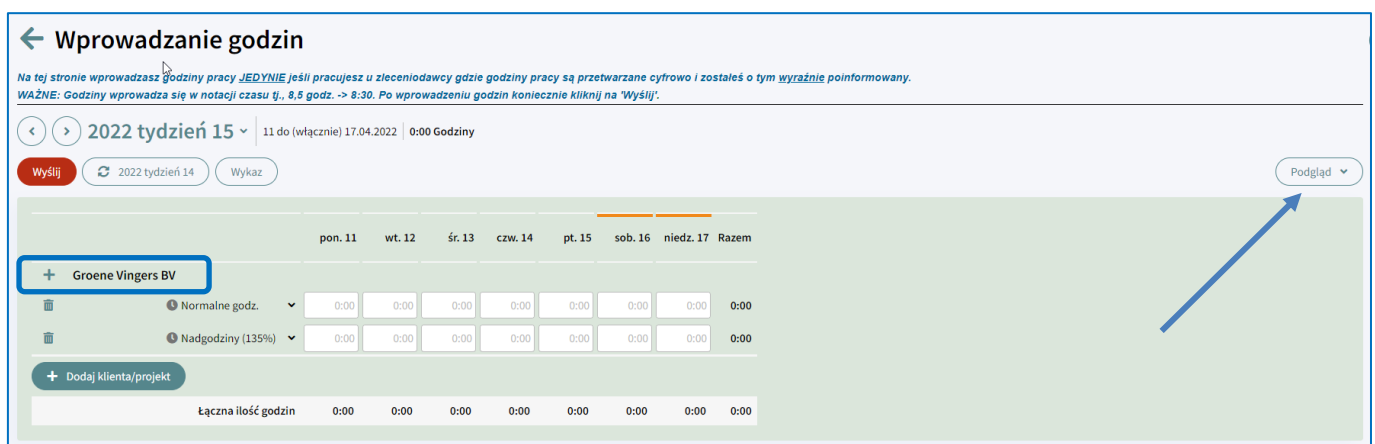 Wprowadzanie godzin
Na tej stronie wprowadzasz godziny pracy JEDYNIE jeśli pracujesz u zleceniodawcy gdzie godziny pracy są przetwarzane cyfrowo i zostałeś o tym wyraźnie poinformowany.
WAŻNE: Godziny wprowadza się w notacji czasu tj., 8,5 godz. -> 8:30. Po wprowadzeniu godzin koniecznie kliknij na 'Wyślij'.
2022 tydzień 15 11 do (włącznie) 17.04.2022 0:00 Godziny
Wyślij 2022 tydzień 14 Wykaz Podgląd
pon. 11 wt. 12 śr. 13 czw. 14 pt. 15 sob. 16 niedz. 17 Razem
+ Groene Vingers BV
Normalne godz. 0:00 0:00 0:00 0:00 0:00 0:00 0:00 0:00
Nadgodziny (135%) 0:00 0:00 0:00 0:00 0:00 0:00 0:00 0:00
+ Dodaj klienta/projekt
Łączna ilość godzin 0:00 0:00 0:00 0:00 0:00 0:00 0:00 0:00